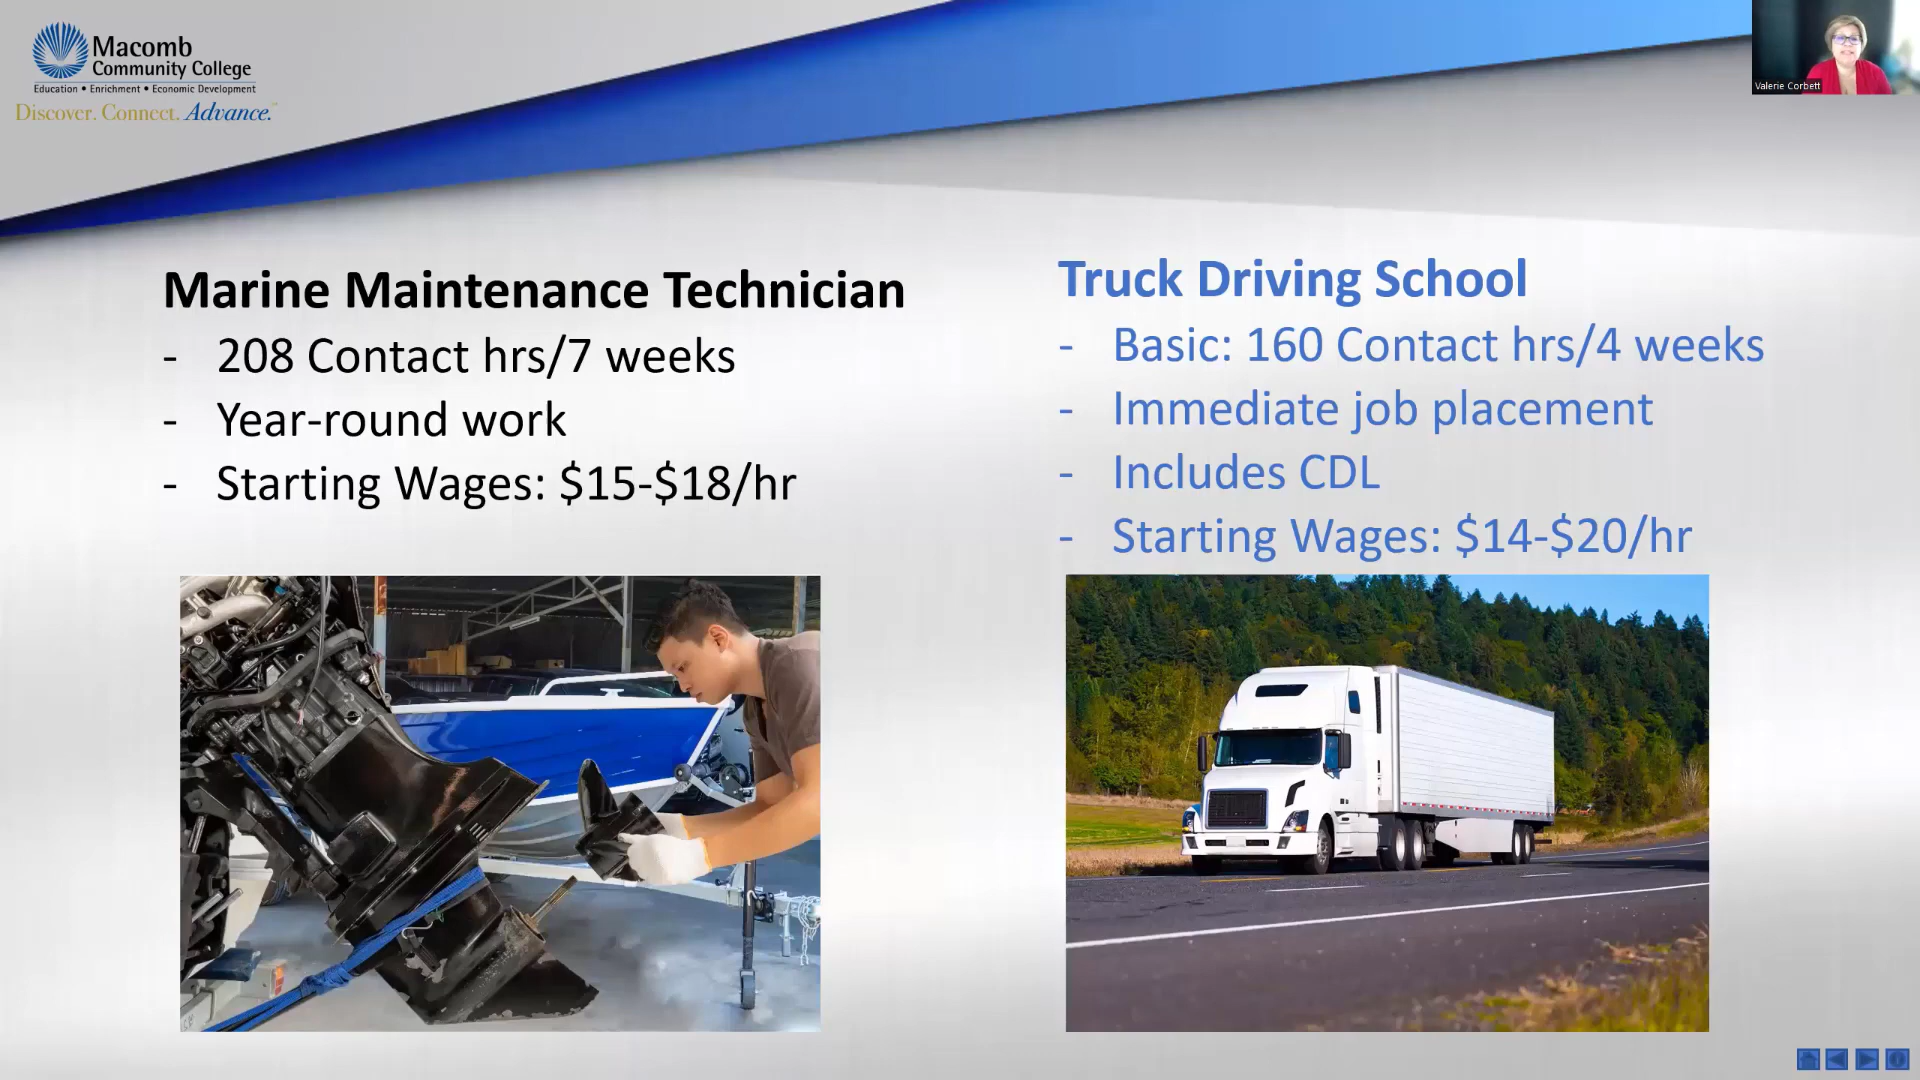 Macomb
Community College
Education • Enrichment • Economic Development
Discover. Connect. Advance.
Valerie Corbett
Marine Maintenance Technician
- 208 Contact hrs/7 weeks
- Year-round work
- Starting Wages: $15-$18/hr
Truck Driving School
- Basic: 160 Contact hrs/4 weeks
- Immediate job placement
- Includes CDL
- Starting Wages: $14-$20/hr